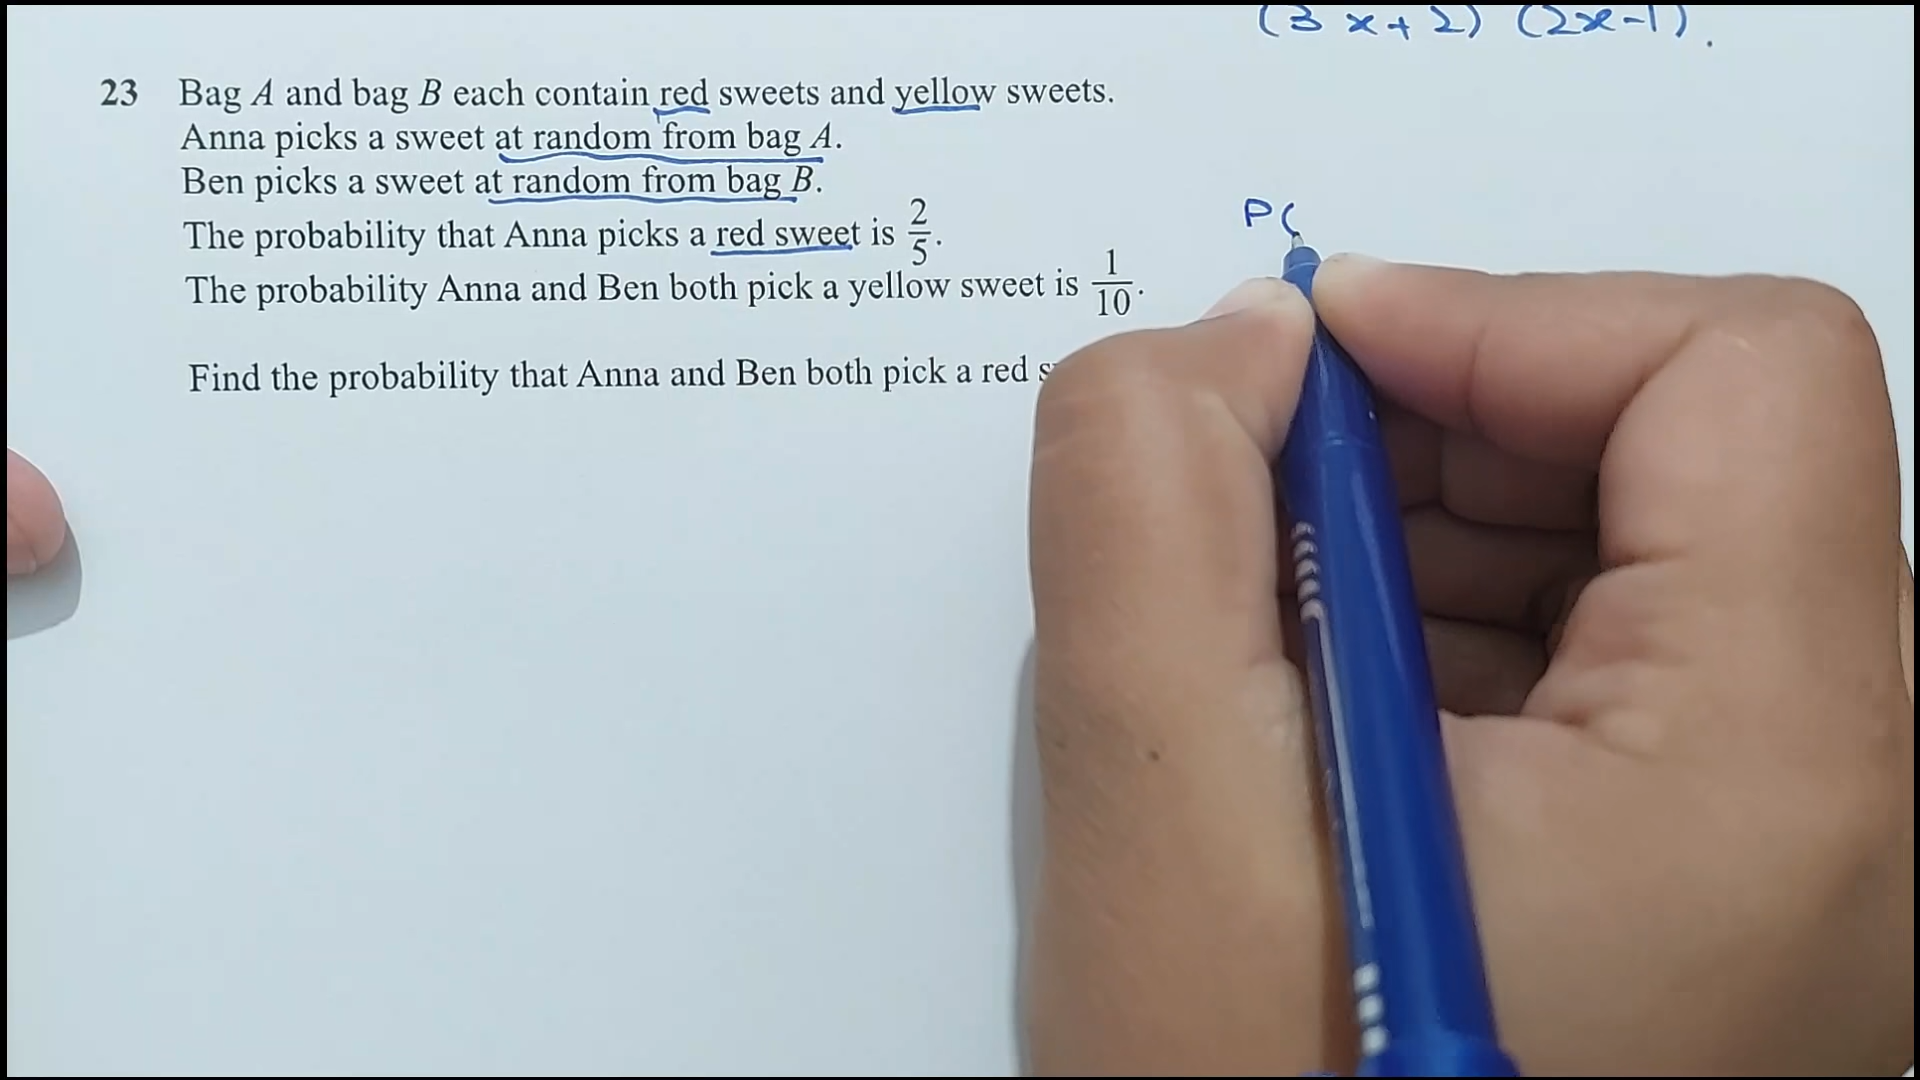 (3x+2) (2x-1).
23 Bag A and bag B each contain red sweets and yellow sweets.
Anna picks a sweet at random from bag A.
Ben picks a sweet at random from bag B.
The probability that Anna picks a red sweet is 2/5.
P(
The probability Anna and Ben both pick a yellow sweet is 1/10.
Find the probability that Anna and Ben both pick a red